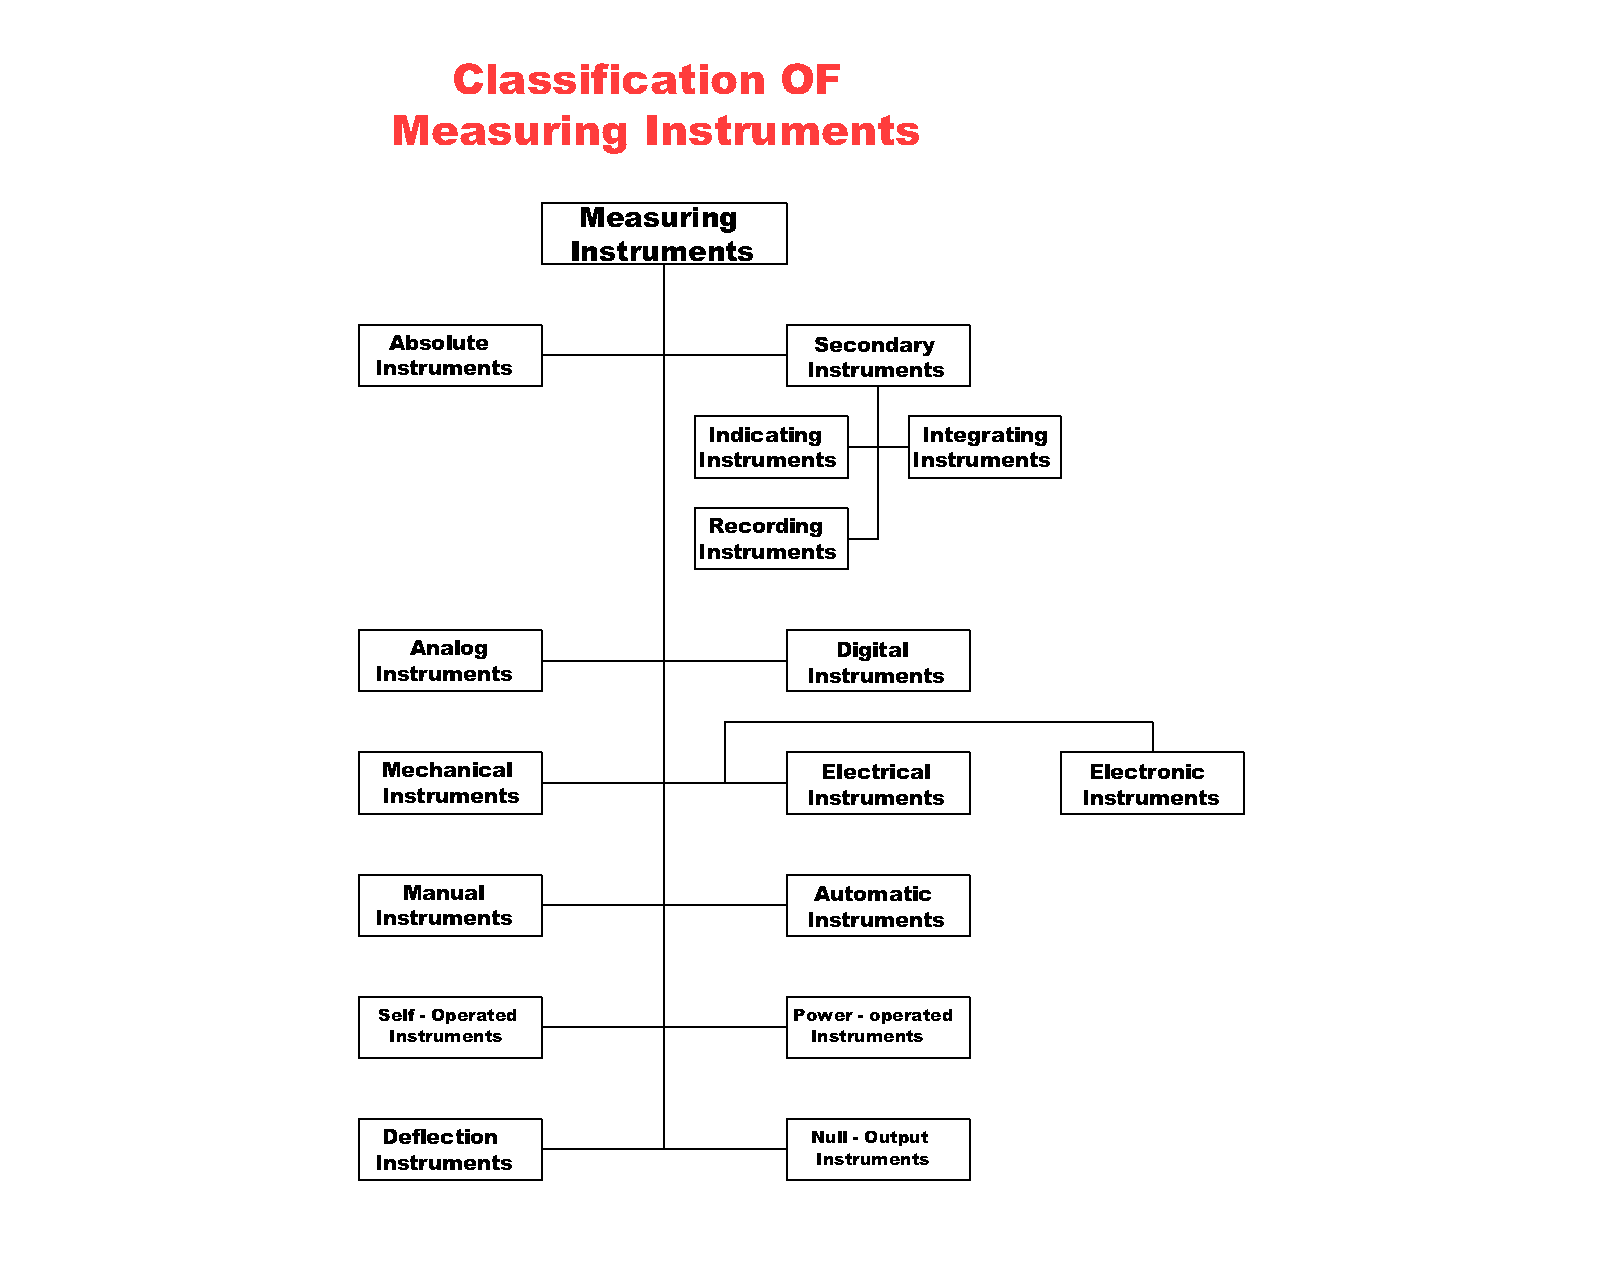 Classification OF
Measuring Instruments
Measuring
Instruments
Absolute
Instruments
Secondary
Instruments
Indicating
Instruments
Integrating
Instruments
Recording
Instruments
Analog
Instruments
Digital
Instruments
Mechanical
Instruments
Electrical
Instruments
Electronic
Instruments
Manual
Instruments
Automatic
Instruments
Self - Operated
Instruments
Power - operated
Instruments
Deflection
Instruments
Null - Output
Instruments